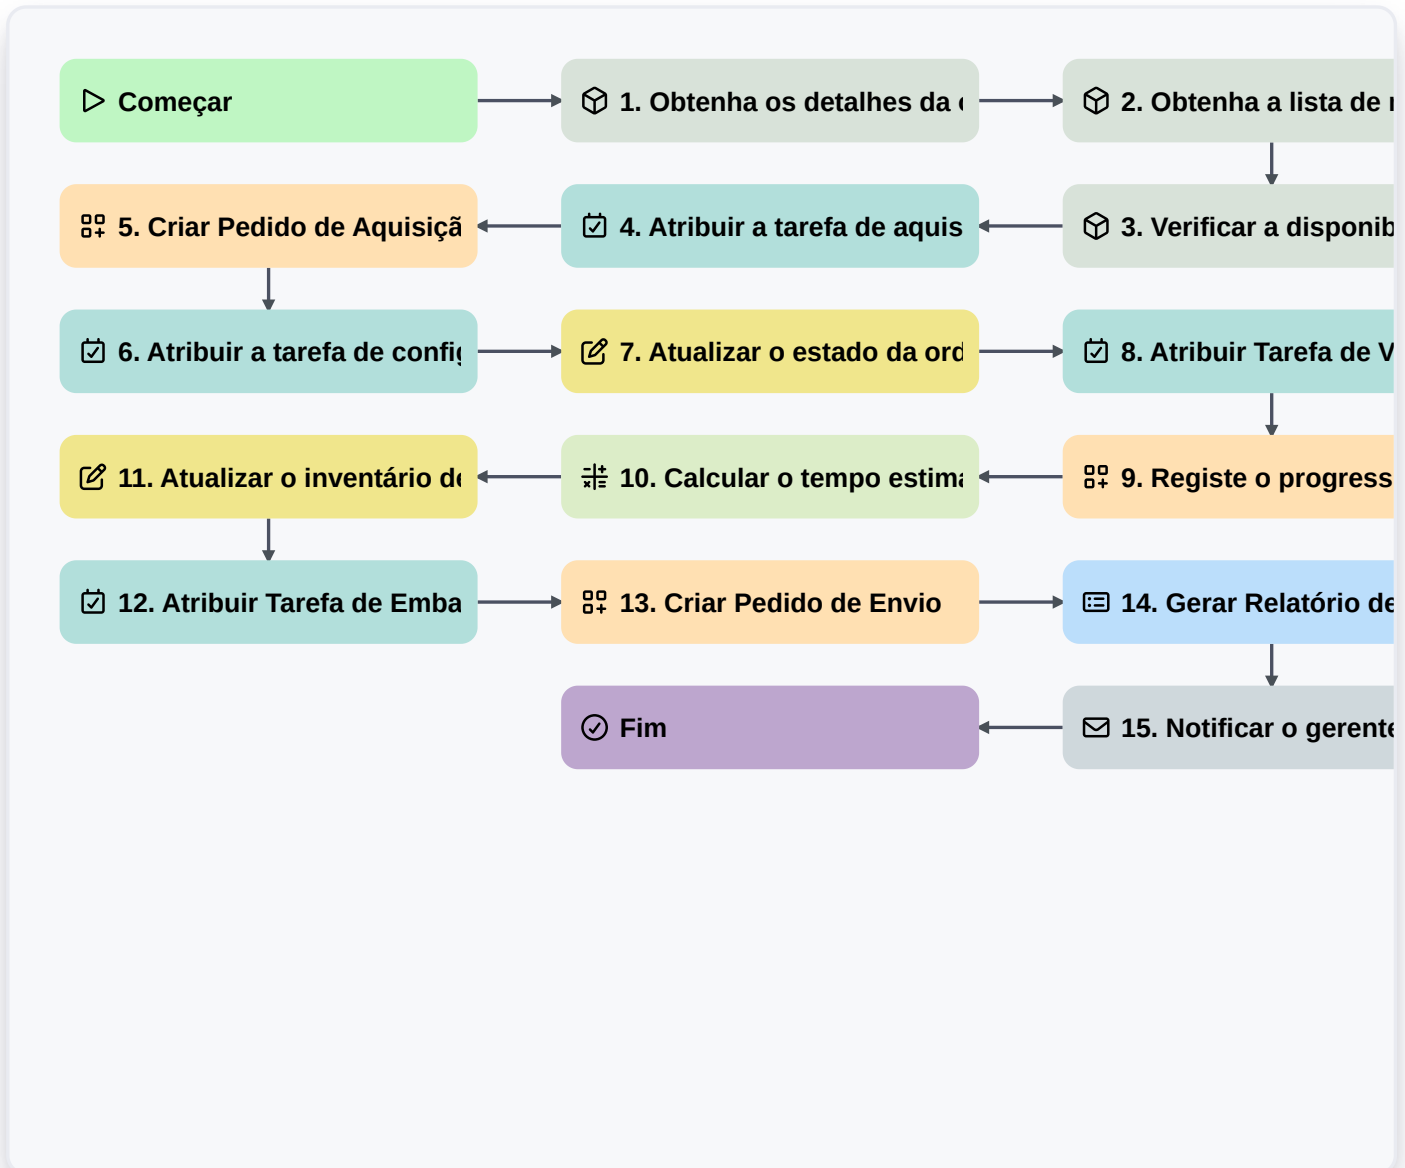 Começar
1. Obtenha os detalhes da
2. Obtenha a lista de
3. Verificar a
4. Atribuir a tarefa de
5. Criar Pedido de
6. Atribuir a tarefa de
7. Atualizar o estado da
8. Atribuir Tarefa de
9. Registe o
10. Calcular o tempo
11. Atualizar o inventário
12. Atribuir Tarefa de
13. Criar Pedido de Envio
14. Gerar Relatório
15. Notificar o gerente
Fim